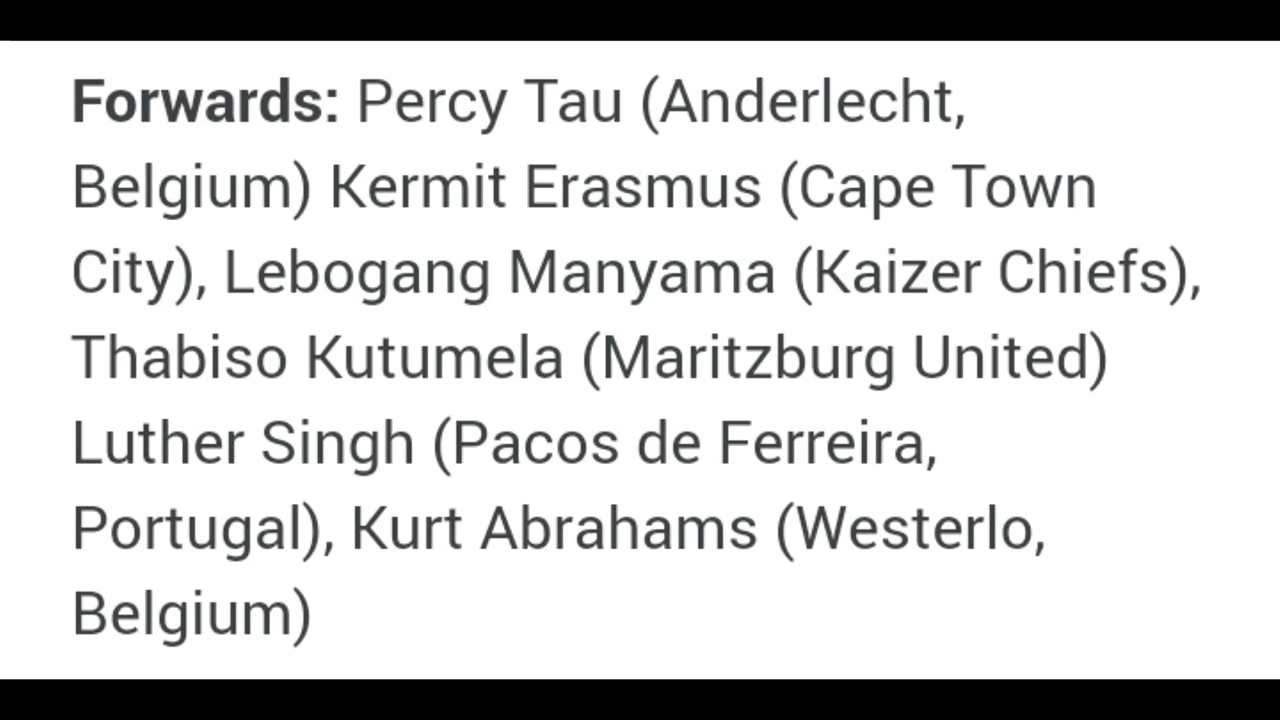 Forwards: Percy Tau (Anderlecht,
Belgium) Kermit Erasmus (Cape Town
City), Lebogang Manyama (Kaizer Chiefs),
Thabiso Kutumela (Maritzburg United)
Luther Singh (Pacos de Ferreira,
Portugal), Kurt Abrahams (Westerlo,
Belgium)